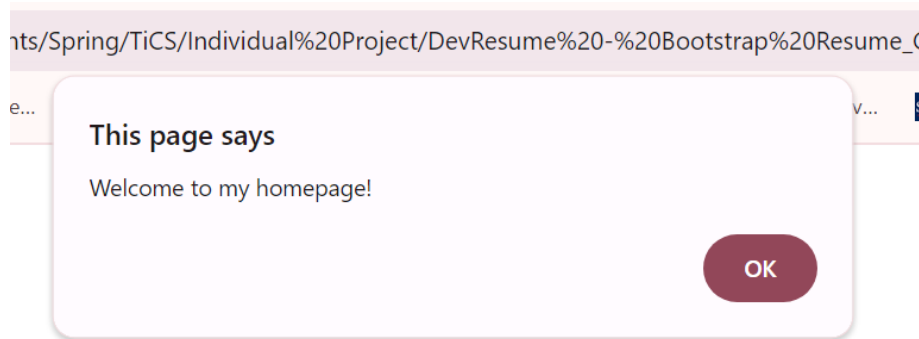 nts/Spring/TiCS/Individual%20Project/DevResume%20-%20Bootstrap%20Resume_
e...
v...
This page says
Welcome to my homepage!
OK